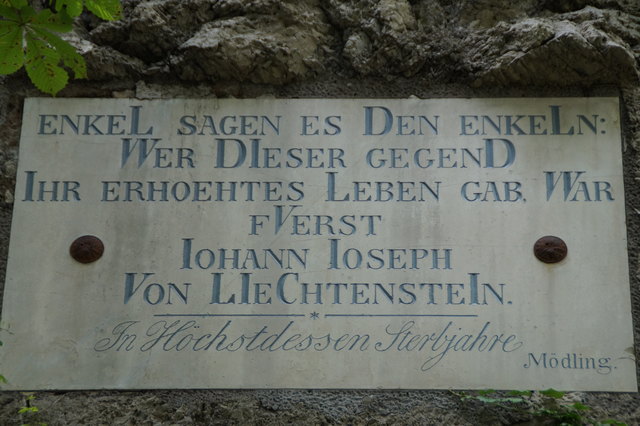 ENKEL SAGEN ES DEN ENKELN:
WER DIESER GEGEND
IHR ERHOEHTES LEBEN GAB, WAR
FVERST
IOHANN IOSEPH
VON LIECHTENSTEIN.
*
In Höchstdessen Sterbjahre
Mödling.